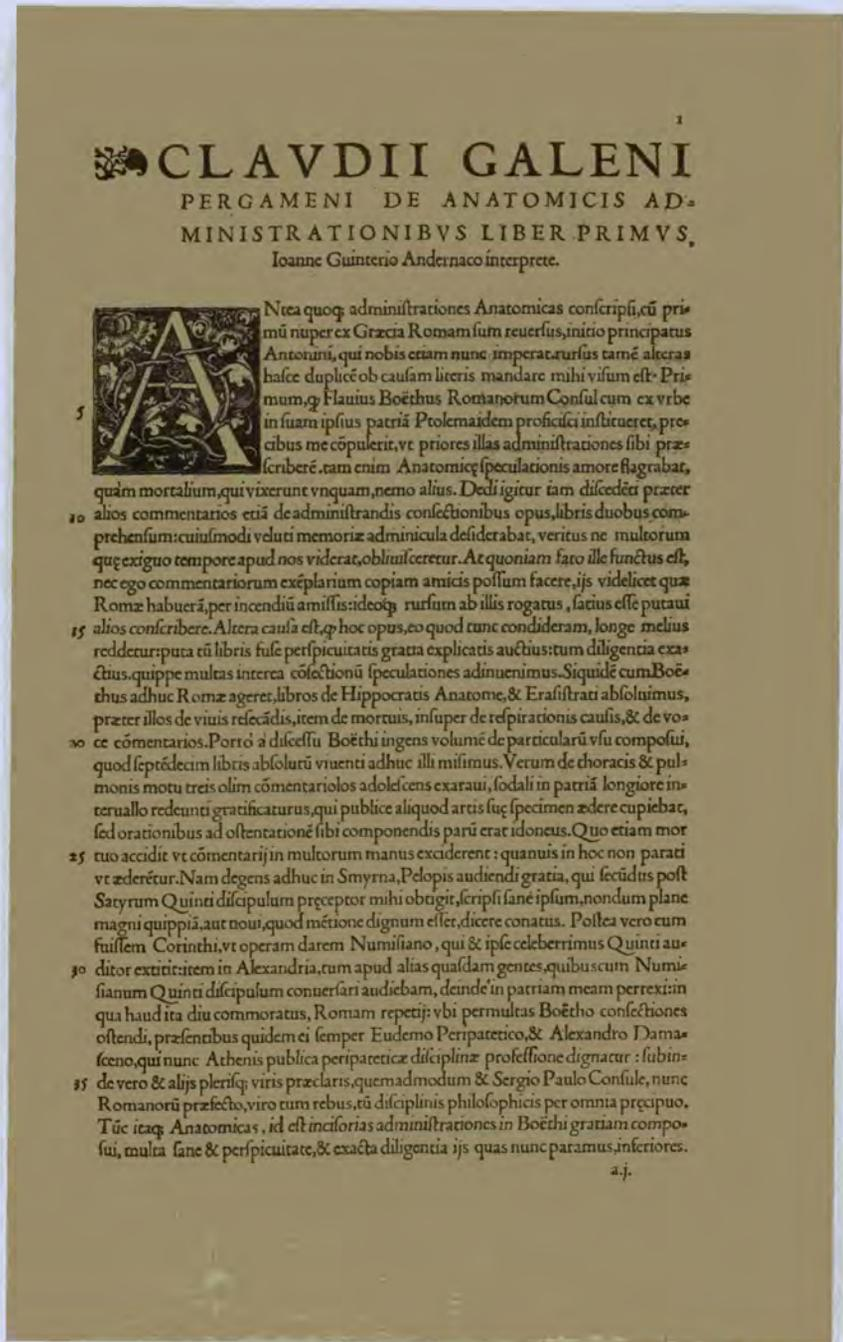 1
CLAVDII GALENI
PERGAMENI DE ANATOMICIS AD-
MINISTRATIONIBVS LIBER PRIMVS,
Ioanne Guinterio Andernaco interprete.
ANtea quoqꝫ adminiſtrationes Anatomicas conſcripſi,cū pri-
mū nuper ex Græcia Romam ſum reuerſus,initio principatus
Antonini, qui nobis etiam nunc imperat.rurſus tamē alteras
haſce duplicē ob cauſam literis mandare mihi viſum eſt. Pri-
5 mum,ꝙ Flauius Boëthus Romanorum Conſul cum ex vrbe
in ſuam ipſius patriā Ptolemaidem proficiſci inſtitueret, pre-
cibus me cōpulerit,vt priores illas adminiſtrationes ſibi præ-
ſcriberē.tam enim Anatomicę ſpeculationis amore flagrabat,
quàm mortalium,qui vixerunt vnquam,nemo alius. Dedi igitur iam diſcedēti præter
10 alios commentarios etiā de adminiſtrandis conſectionibus opus,libris duobus com-
prehenſum:cuiuſmodi veluti memoriæ adminicula deſiderabat, veritus ne multorum
quę exiguo tempore apud nos viderat,obliuiſceretur. At quoniam fato ille functus eſt,
nec ego commentariorum exēplarium copiam amicis poſſum facere,ijs videlicet quæ
Romæ habuerā,per incendiū amiſſis:ideoqꝫ rurſum ab illis rogatus, ſatius eſſe putaui
15 alios conſcribere. Altera cauſa eſt,ꝙ hoc opus,eo quod tunc condideram, longe melius
reddetur:puta tū libris fuſe perſpicuitatis gratia explicatis auctius:tum diligentia exa-
ctius.quippe multas interea cōſectionū ſpeculationes adinuenimus.Siquidē cum Boë-
thus adhuc Romæ ageret,libros de Hippocratis Anatome,& Eraſiſtrati abſoluimus,
præter illos de viuis reſecādis,item de mortuis, inſuper de reſpirationis cauſis,& de vo-
20 ce cōmentarios.Porrò à diſceſſu Boëthi ingens volumē de particularū vſu compoſui,
quod ſeptēdecim libris abſolutū viuenti adhuc illi miſimus. Verum de thoracis & pul-
monis motu treis olim cōmentariolos adoleſcens exaraui, ſodali in patriā longiore in-
teruallo redeunti gratificaturus,qui publice aliquod artis ſuę ſpecimen ædere cupiebat,
ſed orationibus ad oſtentationē ſibi componendis parū erat idoneus. Quo etiam mor
25 tuo accidit vt cōmentarij in multorum manus exciderent : quanuis in hoc non parati
vt æderētur. Nam degens adhuc in Smyrna,Pelopis audiendi gratia, qui ſecūdus poſt
Satyrum Quinti diſcipulum pręceptor mihi obtigit,ſcripſi ſanè ipſum,nondum plane
magni quippiā,aut noui,quod mētione dignum eſſet,dicere conatus. Poſtea vero cum
fuiſſem Corinthi,vt operam darem Numiſiano, qui & ipſe celeberrimus Quinti au-
30 ditor extitit:item in Alexandria,tum apud alias quaſdam gentes,quibuscum Numi-
ſianum Quinti diſcipulum conuerſari audiebam, deinde in patriam meam perrexi:in
qua haud ita diu commoratus, Romam repetij: vbi permultas Boëtho conſectiones
oſtendi, præſentibus quidem ei ſemper Eudemo Peripatetico,& Alexandro Dama-
ſceno,qui nunc Athenis publica peripateticæ diſciplinæ profeſſione dignatur : ſubin-
35 de vero & alijs pleriſqꝫ viris præclaris,quemadmodum & Sergio Paulo Conſule, nunc
Romanorū præfecto,viro tum rebus,tū diſciplinis philoſophicis per omnia pręcipuo.
Tūc itaqꝫ Anatomicas, id eſt inciſorias adminiſtrationes in Boëthi gratiam compo-
ſui, multa ſane & perſpicuitate,& exacta diligentia ijs quas nunc paramus,inferiores.
a.j.